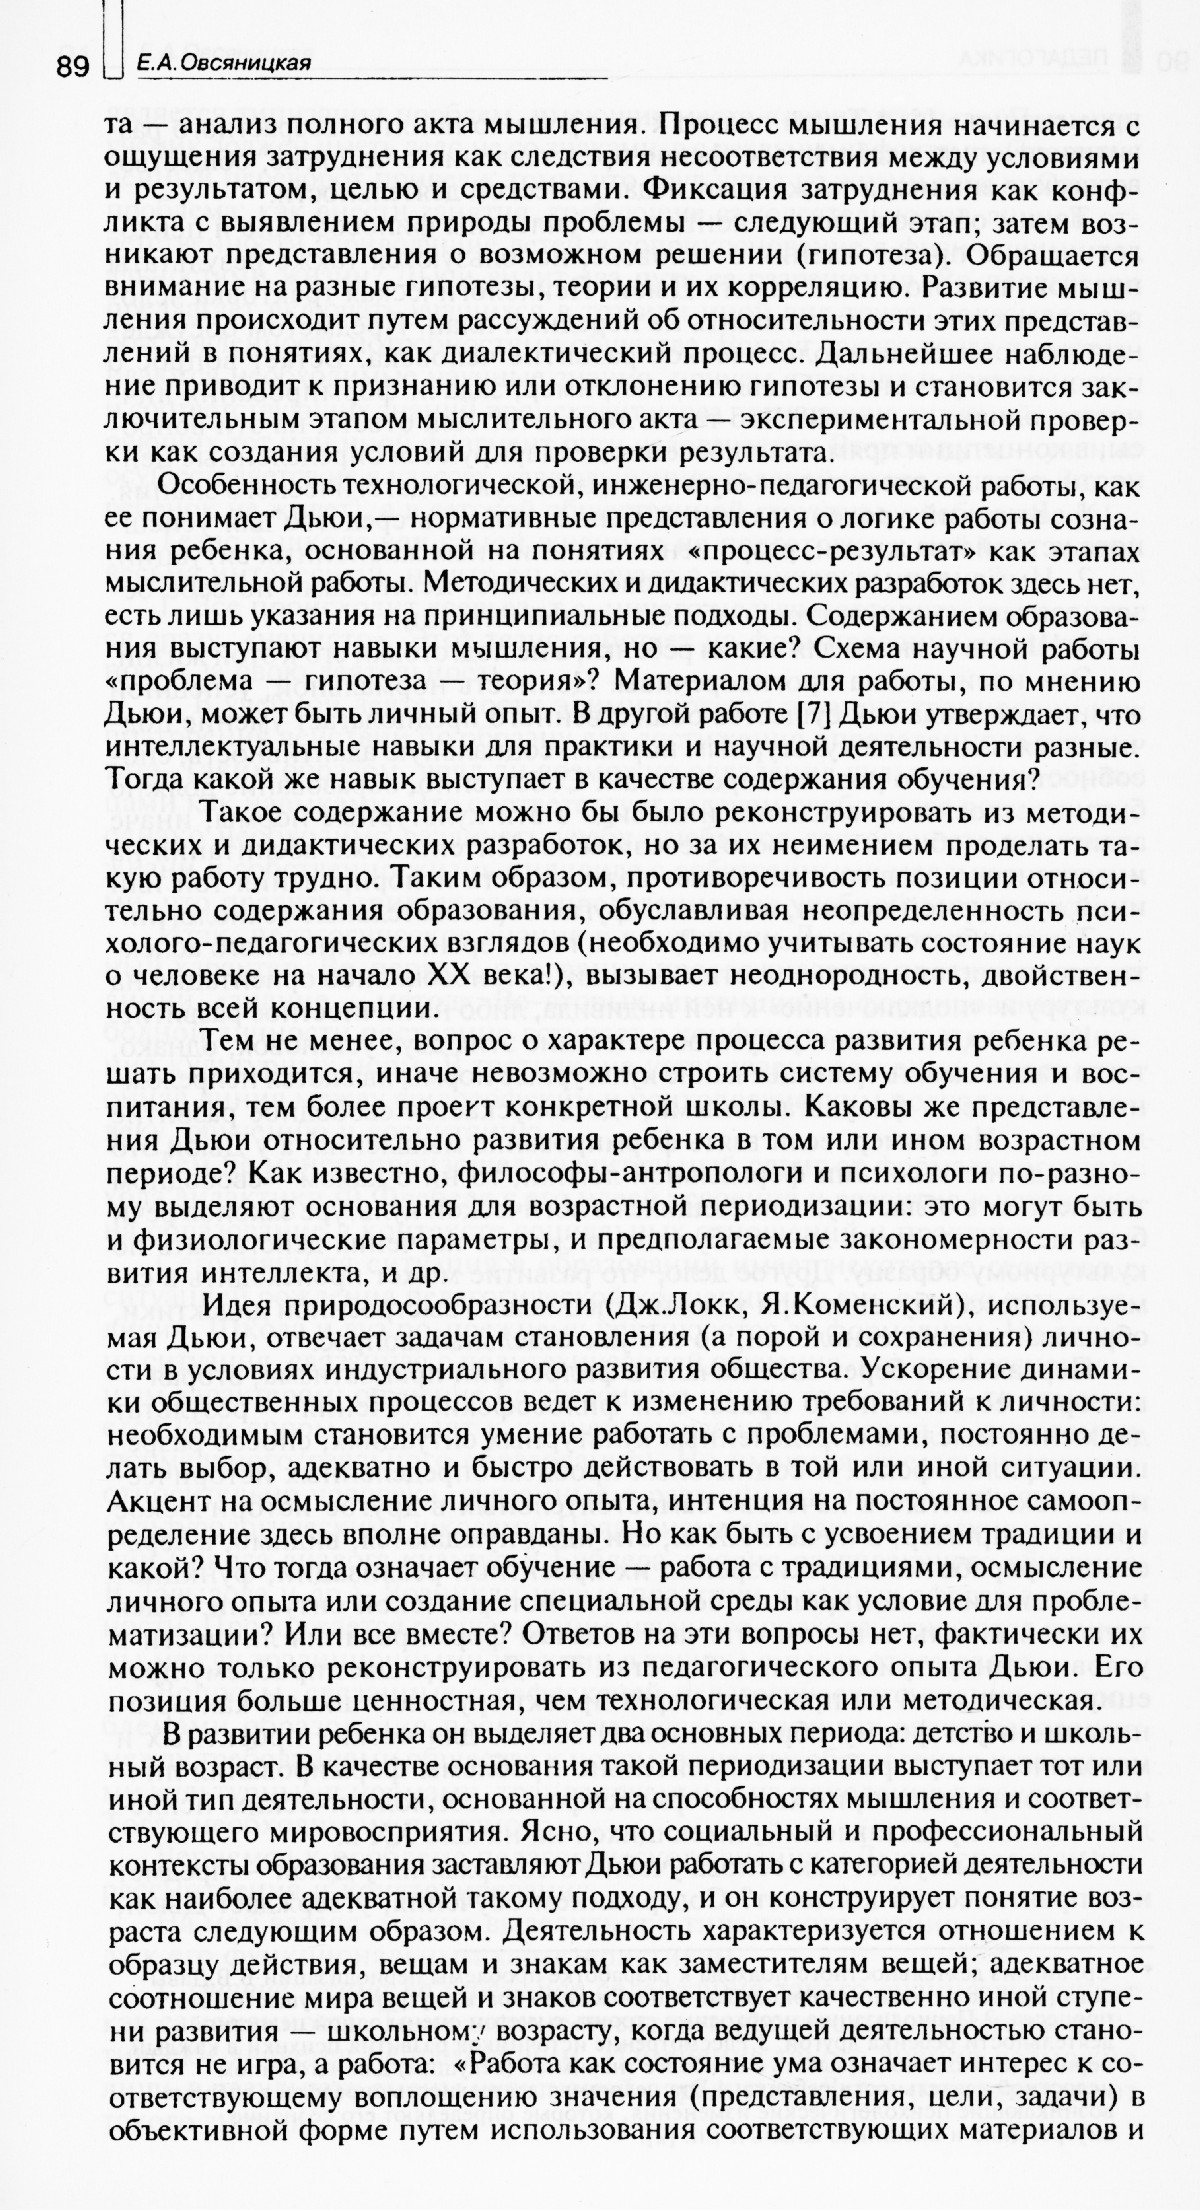 89
Е.А.Овсяницкая
та — анализ полного акта мышления. Процесс мышления начинается с
ощущения затруднения как следствия несоответствия между условиями
и результатом, целью и средствами. Фиксация затруднения как конф-
ликта с выявлением природы проблемы — следующий этап; затем воз-
никают представления о возможном решении (гипотеза). Обращается
внимание на разные гипотезы, теории и их корреляцию. Развитие мыш-
ления происходит путем рассуждений об относительности этих представ-
лений в понятиях, как диалектический процесс. Дальнейшее наблюде-
ние приводит к признанию или отклонению гипотезы и становится зак-
лючительным этапом мыслительного акта — экспериментальной провер-
ки как создания условий для проверки результата.
Особенность технологической, инженерно-педагогической работы, как
ее понимает Дьюи,— нормативные представления о логике работы созна-
ния ребенка, основанной на понятиях «процесс-результат» как этапах
мыслительной работы. Методических и дидактических разработок здесь нет,
есть лишь указания на принципиальные подходы. Содержанием образова-
ния выступают навыки мышления, но — какие? Схема научной работы
«проблема — гипотеза — теория»? Материалом для работы, по мнению
Дьюи, может быть личный опыт. В другой работе [7] Дьюи утверждает, что
интеллектуальные навыки для практики и научной деятельности разные.
Тогда какой же навык выступает в качестве содержания обучения?
Такое содержание можно бы было реконструировать из методи-
ческих и дидактических разработок, но за их неимением проделать та-
кую работу трудно. Таким образом, противоречивость позиции относи-
тельно содержания образования, обуславливая неопределенность пси-
холого-педагогических взглядов (необходимо учитывать состояние наук
о человеке на начало XX века!), вызывает неоднородность, двойствен-
ность всей концепции.
Тем не менее, вопрос о характере процесса развития ребенка ре-
шать приходится, иначе невозможно строить систему обучения и вос-
питания, тем более проект конкретной школы. Каковы же представле-
ния Дьюи относительно развития ребенка в том или ином возрастном
периоде? Как известно, философы-антропологи и психологи по-разно-
му выделяют основания для возрастной периодизации: это могут быть
и физиологические параметры, и предполагаемые закономерности раз-
вития интеллекта, и др.
Идея природосообразности (Дж.Локк, Я.Коменский), используе-
мая Дьюи, отвечает задачам становления (а порой и сохранения) лично-
сти в условиях индустриального развития общества. Ускорение динами-
ки общественных процессов ведет к изменению требований к личности:
необходимым становится умение работать с проблемами, постоянно де-
лать выбор, адекватно и быстро действовать в той или иной ситуации.
Акцент на осмысление личного опыта, интенция на постоянное самооп-
ределение здесь вполне оправданы. Но как быть с усвоением традиции и
какой? Что тогда означает обучение — работа с традициями, осмысление
личного опыта или создание специальной среды как условие для пробле-
матизации? Или все вместе? Ответов на эти вопросы нет, фактически их
можно только реконструировать из педагогического опыта Дьюи. Его
позиция больше ценностная, чем технологическая или методическая.
В развитии ребенка он выделяет два основных периода: детство и школь-
ный возраст. В качестве основания такой периодизации выступает тот или
иной тип деятельности, основанной на способностях мышления и соответ-
ствующего мировосприятия. Ясно, что социальный и профессиональный
контексты образования заставляют Дьюи работать с категорией деятельности
как наиболее адекватной такому подходу, и он конструирует понятие воз-
раста следующим образом. Деятельность характеризуется отношением к
образцу действия, вещам и знакам как заместителям вещей; адекватное
соотношение мира вещей и знаков соответствует качественно иной ступе-
ни развития — школьному возрасту, когда ведущей деятельностью стано-
вится не игра, а работа: «Работа как состояние ума означает интерес к со-
ответствующему воплощению значения (представления, цели, задачи) в
объективной форме путем использования соответствующих материалов и